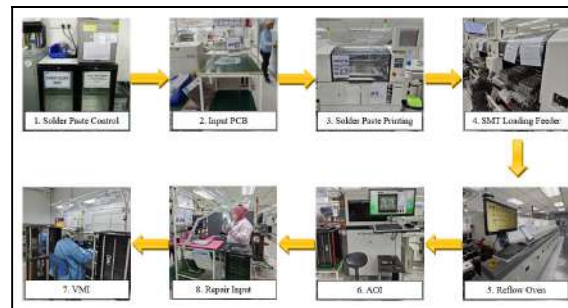 1. Solder Paste Control
2. Input PCB
3. Solder Paste Printing
4. SMT Loading Feeder
7. VMI
8. Repair Input
6. AOI
5. Reflow Oven